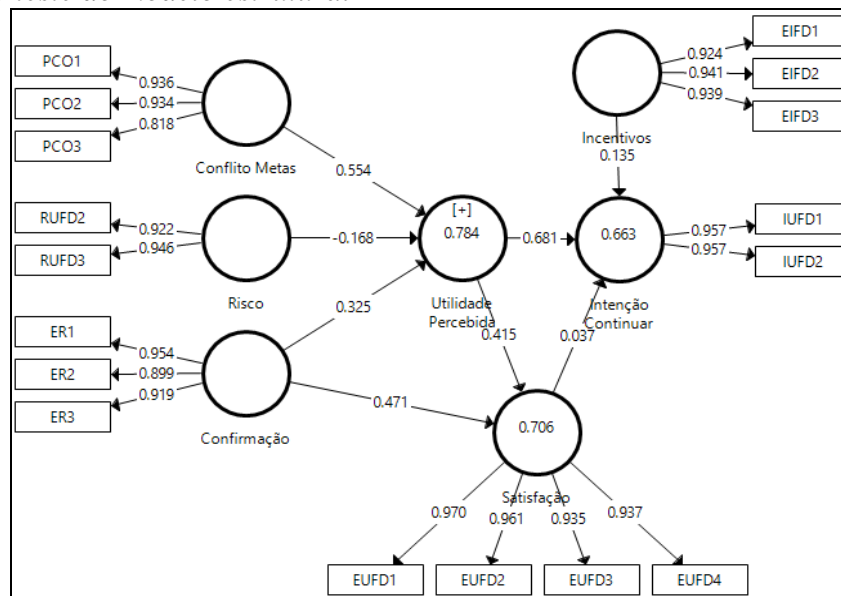 PCO1
0.936
PCO2
0.934
PCO3
0.818
Conflito Metas
0.554
RUFD2
0.922
RUFD3
0.946
Risco
-0.168
ER1
0.954
ER2
0.899
ER3
0.919
Confirmação
0.325
0.471
[+]
0.784
Utilidade
Percebida
0.681
0.415
EIFD1
0.924
EIFD2
0.941
EIFD3
0.939
Incentivos
0.135
0.663
Intenção
Continuar
0.957
IUFD1
0.957
IUFD2
0.037
0.706
Satisfação
0.970
0.961
0.935
0.937
EUFD1
EUFD2
EUFD3
EUFD4